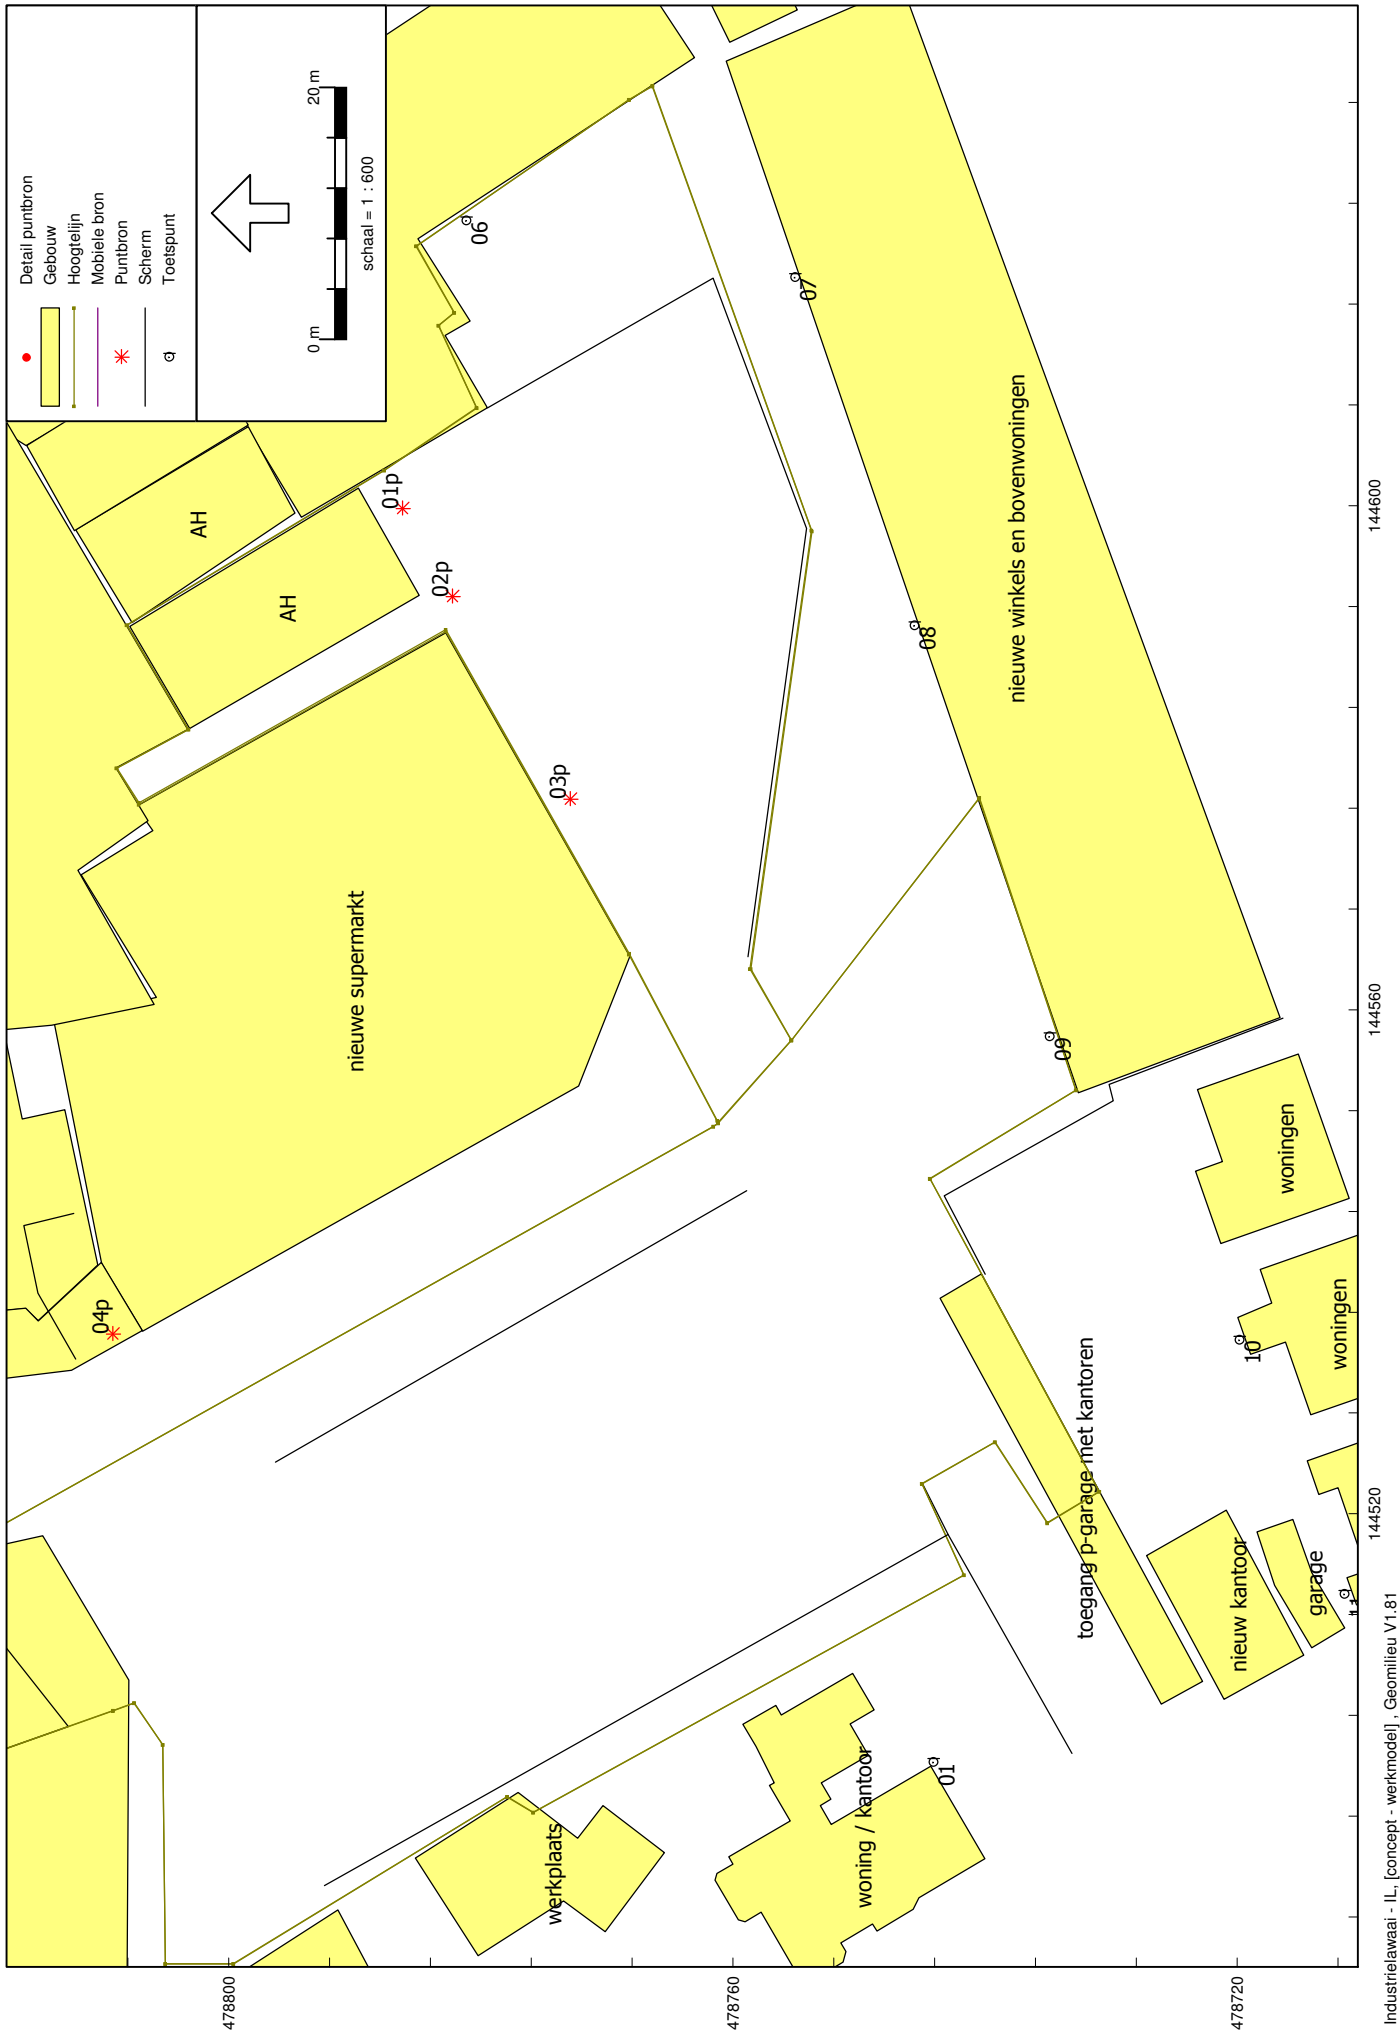 Detail puntbron
Gebouw
Hoogtelijn
Mobiele bron
Puntbron
Scherm
Toetspunt
0 m
20 m
schaal = 1 : 600
AH
AH
01p
02p
03p
04p
06
07
08
09
10
11
01
nieuwe supermarkt
nieuwe winkels en bovenwoningen
woningen
woningen
toegang p-garage met kantoren
nieuw kantoor
garage
werkplaats
woning / kantoor
144600
144560
144520
478800
478760
478720
Industrielawaai - IL, [concept - werkmodel] , Geomilieu V1.81